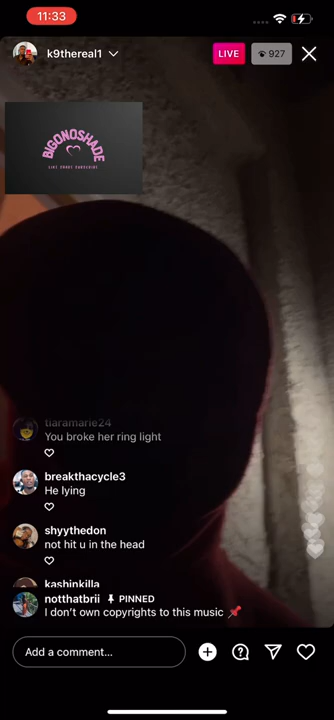 11:33
k9thereal1
LIVE
927
BIGONOSHADE
LIKE SHARE SUBSCRIBE
tiaramarie24
You broke her ring light
breakthacycle3
He lying
shyythedon
not hit u in the head
kashinkilla
notthatbrii PINNED
I don't own copyrights to this music
Add a comment...